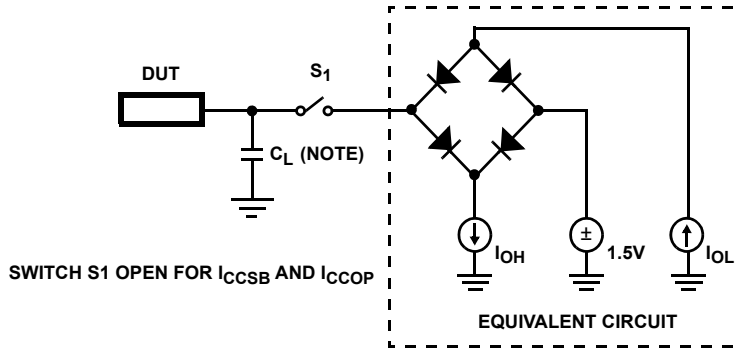 DUT
S1
CL (NOTE)
±
IOH
1.5V
IOL
SWITCH S1 OPEN FOR ICCSB AND ICCOP
EQUIVALENT CIRCUIT